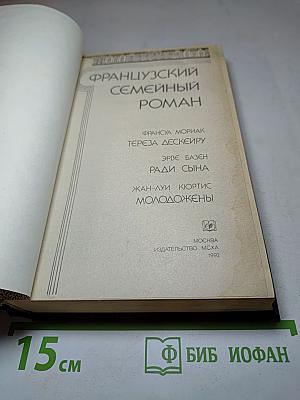 ФРАНЦУЗСКИЙ
СЕМЕЙНЫЙ
РОМАН
ФРАНСУА МОРИАК
ТЕРЕЗА ДЕСКЕЙРУ
ЭРВЕ БАЗЕН
РАДИ СЫНА
ЖАН-ЛУИ КЮРТИС
МОЛОДОЖЕНЫ
МОСКВА
ИЗДАТЕЛЬСТВО МСХА
1992
15 см
Ф БИБ ИОФАН